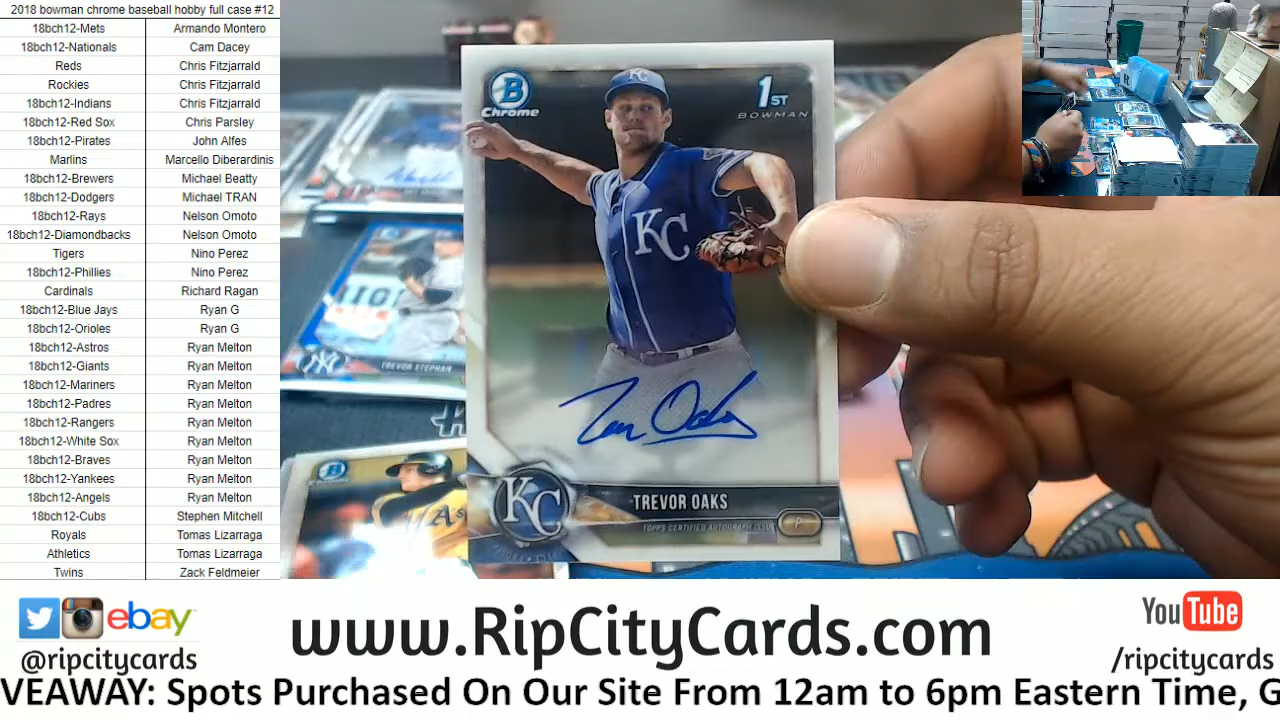 2018 bowman chrome baseball hobby full case #12
18bch12-Mets Armando Montero
18bch12-Nationals Cam Dacey
Reds Chris Fitzjarrald
Rockies Chris Fitzjarrald
18bch12-Indians Chris Fitzjarrald
18bch12-Red Sox Chris Parsley
18bch12-Pirates John Alfes
Marlins Marcello Diberardinis
18bch12-Brewers Michael Beatty
18bch12-Dodgers Michael TRAN
18bch12-Rays Nelson Omoto
18bch12-Diamondbacks Nelson Omoto
Tigers Nino Perez
18bch12-Phillies Nino Perez
Cardinals Richard Ragan
18bch12-Blue Jays Ryan G
18bch12-Orioles Ryan G
18bch12-Astros Ryan Melton
18bch12-Giants Ryan Melton
18bch12-Mariners Ryan Melton
18bch12-Padres Ryan Melton
18bch12-Rangers Ryan Melton
18bch12-White Sox Ryan Melton
18bch12-Braves Ryan Melton
18bch12-Yankees Ryan Melton
18bch12-Angels Ryan Melton
18bch12-Cubs Stephen Mitchell
Royals Tomas Lizarraga
Athletics Tomas Lizarraga
Twins Zack Feldmeier
B
Chrome
1ST
BOWMAN
KC
KC
Trevor Oaks
KC
TREVOR OAKS
TOPPS CERTIFIED AUTOGRAPH ISSUE
P
NY
TREVOR STEPHAN
B
A's
ebay
@ripcitycards
www.RipCityCards.com
YouTube
/ripcitycards
VEAWAY: Spots Purchased On Our Site From 12am to 6pm Eastern Time, G